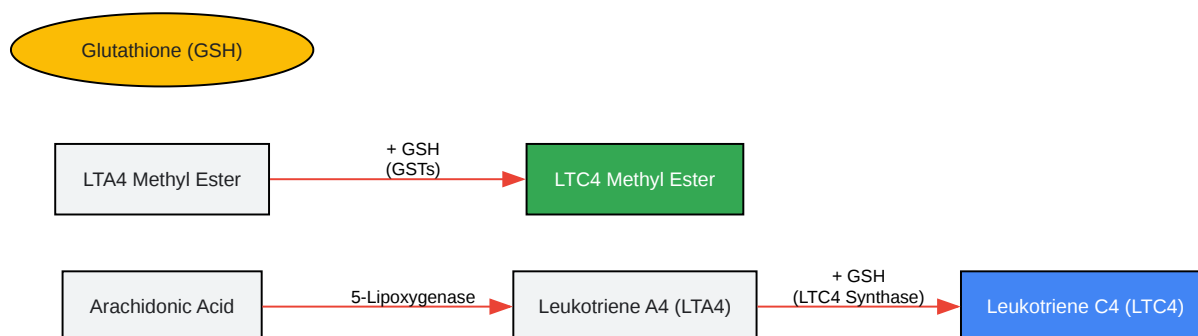 Glutathione (GSH)
LTA4 Methyl Ester
+ GSH
(GSTs)
LTC4 Methyl Ester
Arachidonic Acid
5-Lipoxygenase
Leukotriene A4 (LTA4)
+ GSH
(LTC4 Synthase)
Leukotriene C4 (LTC4)